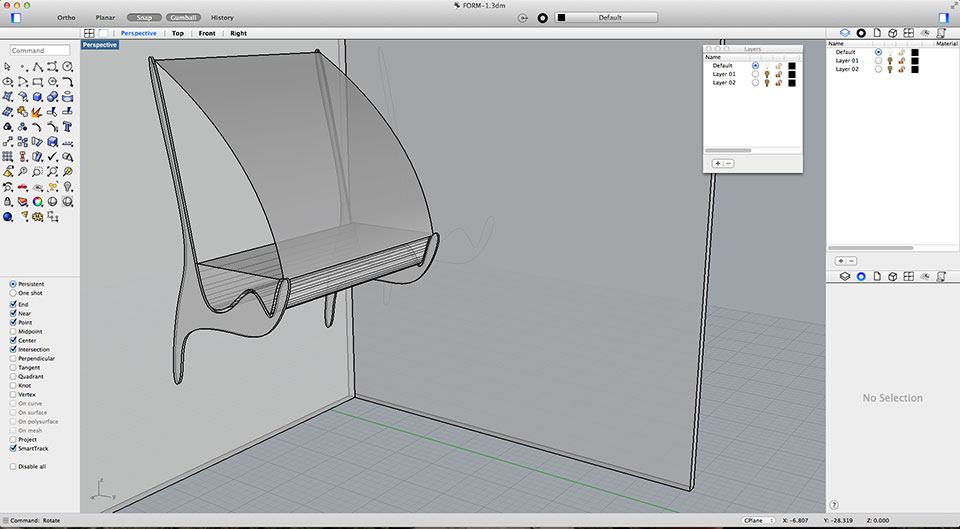 FORM-1.3dm
Ortho Planar Snap Gumball History Default
Perspective Top Front Right
Perspective
Command
Layers
Name
Default
Layer 01
Layer 02
+ −
Name Material
Default
Layer 01
Layer 02
+ −
No Selection
Persistent
One shot
End
Near
Point
Midpoint
Center
Intersection
Perpendicular
Tangent
Quadrant
Knot
Vertex
On curve
On surface
On polysurface
On mesh
Project
SmartTrack
Disable all
z
y
x
?
Command: Rotate CPlane X: -6.807 Y: -28.319 Z: 0.000